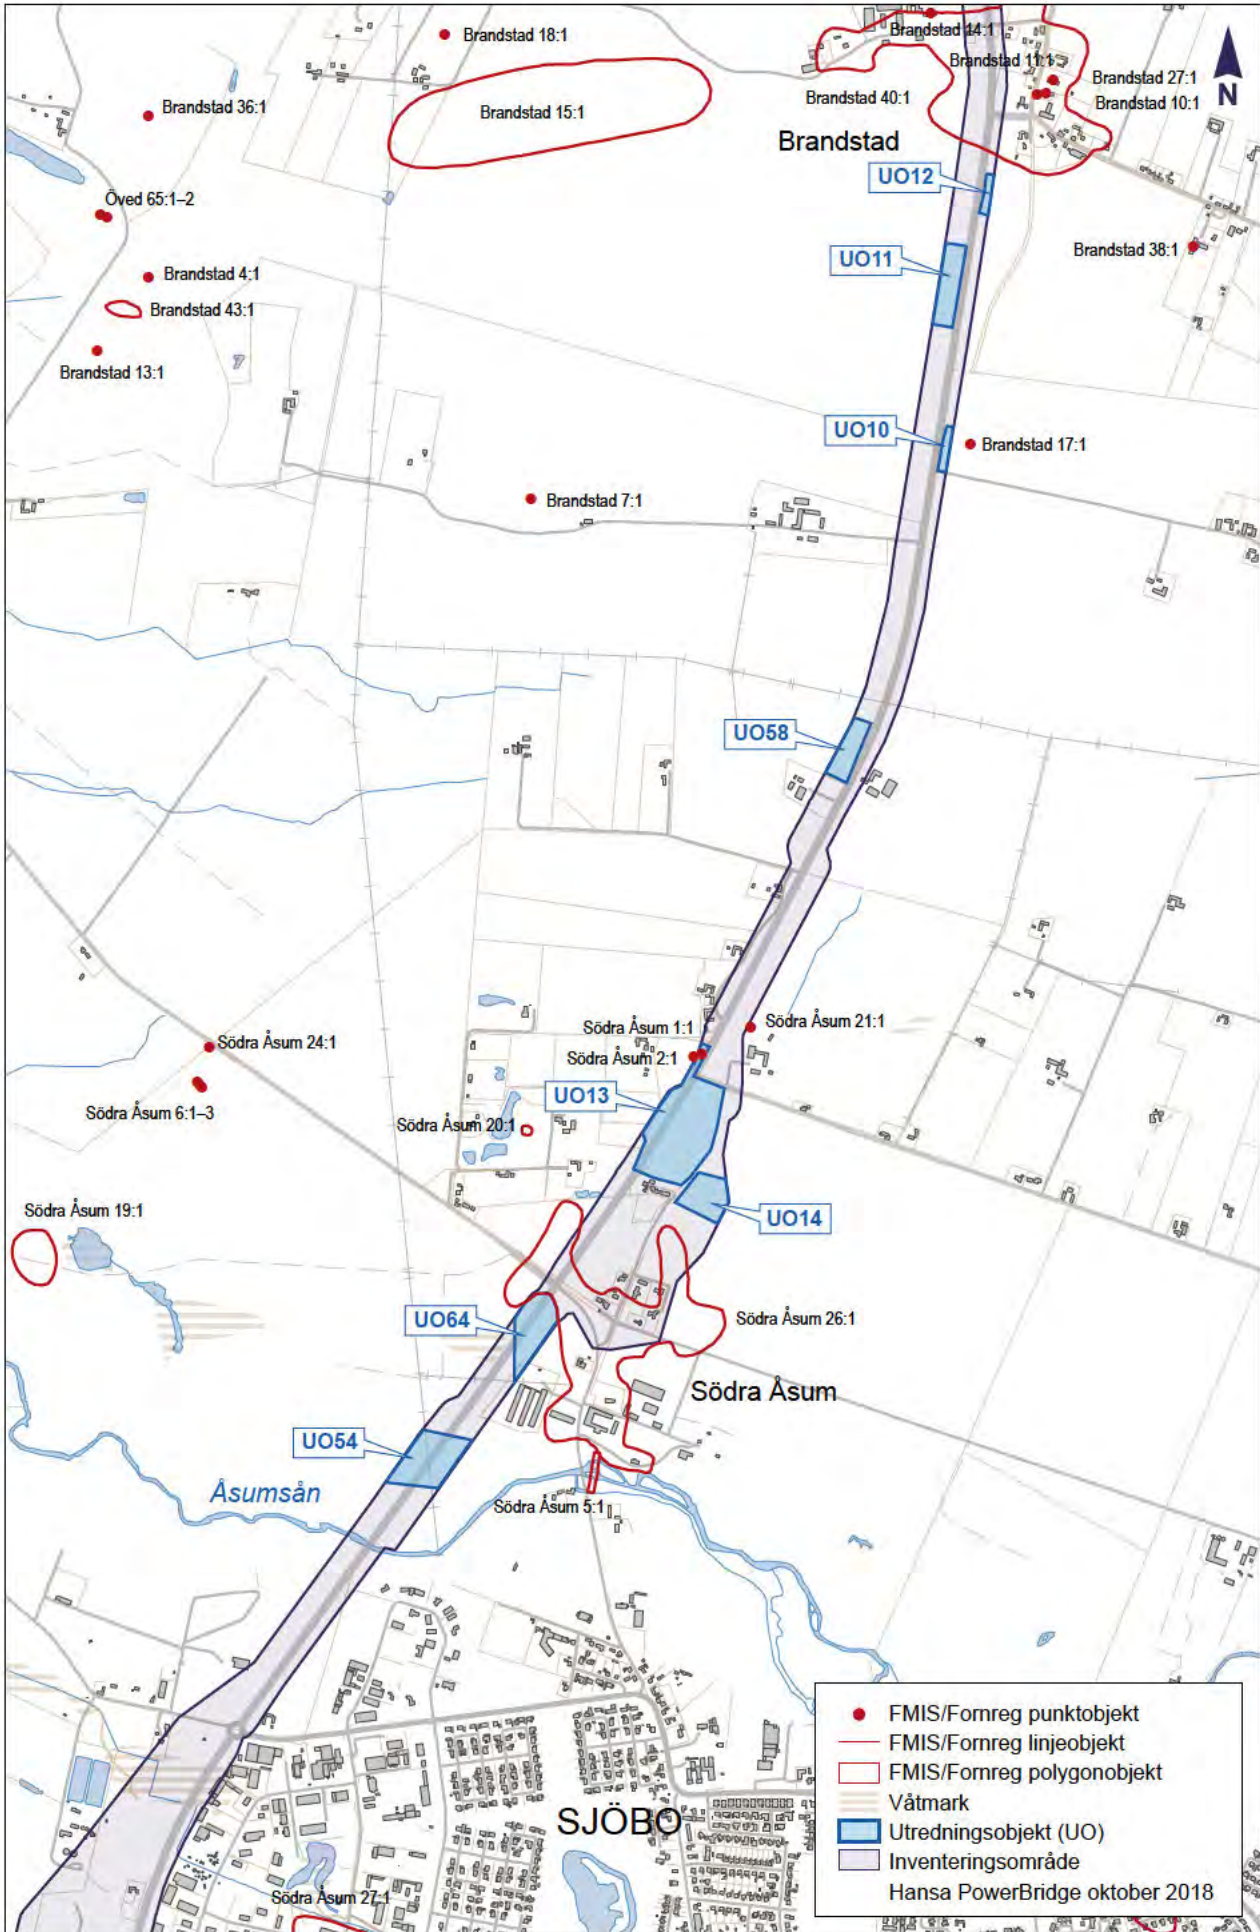 Brandstad 18:1
Brandstad 14:1
Brandstad 11:1
Brandstad 27:1
Brandstad 10:1
N
Brandstad 36:1
Brandstad 15:1
Brandstad 40:1
Brandstad
UO12
Öved 65:1–2
Brandstad 38:1
UO11
Brandstad 4:1
Brandstad 43:1
Brandstad 13:1
UO10
Brandstad 17:1
Brandstad 7:1
UO58
Södra Åsum 1:1
Södra Åsum 21:1
Södra Åsum 24:1
Södra Åsum 2:1
UO13
Södra Åsum 6:1–3
Södra Åsum 20:1
Södra Åsum 19:1
UO14
UO64
Södra Åsum 26:1
Södra Åsum
UO54
Åsumsån
Södra Åsum 5:1
FMIS/Fornreg punktobjekt
FMIS/Fornreg linjeobjekt
FMIS/Fornreg polygonobjekt
Våtmark
Utredningsobjekt (UO)
Inventeringsområde
Hansa PowerBridge oktober 2018
SJÖBO
Södra Åsum 27:1